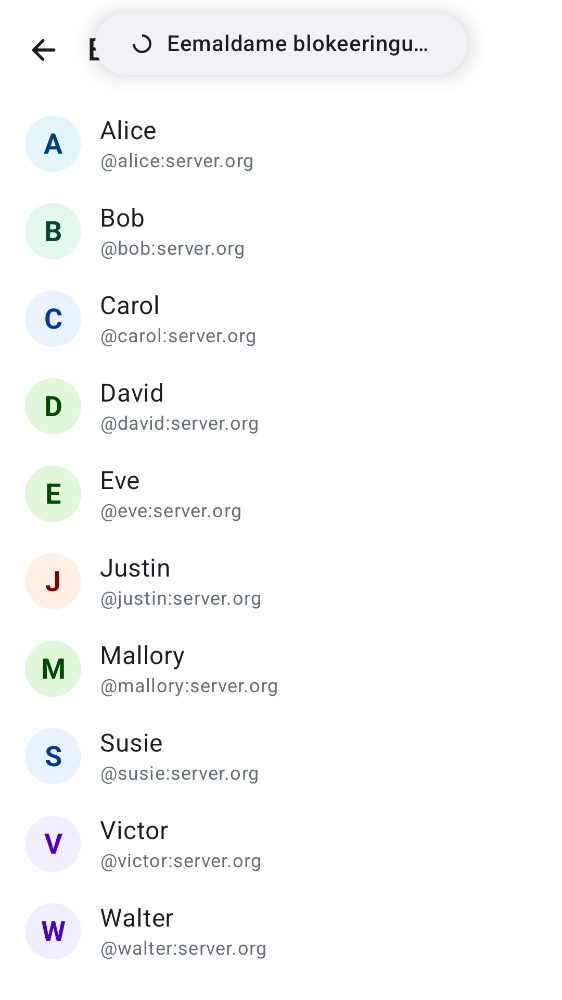 Eemaldame blokeeringu…
A
Alice
@alice:server.org
B
Bob
@bob:server.org
C
Carol
@carol:server.org
D
David
@david:server.org
E
Eve
@eve:server.org
J
Justin
@justin:server.org
M
Mallory
@mallory:server.org
S
Susie
@susie:server.org
V
Victor
@victor:server.org
W
Walter
@walter:server.org